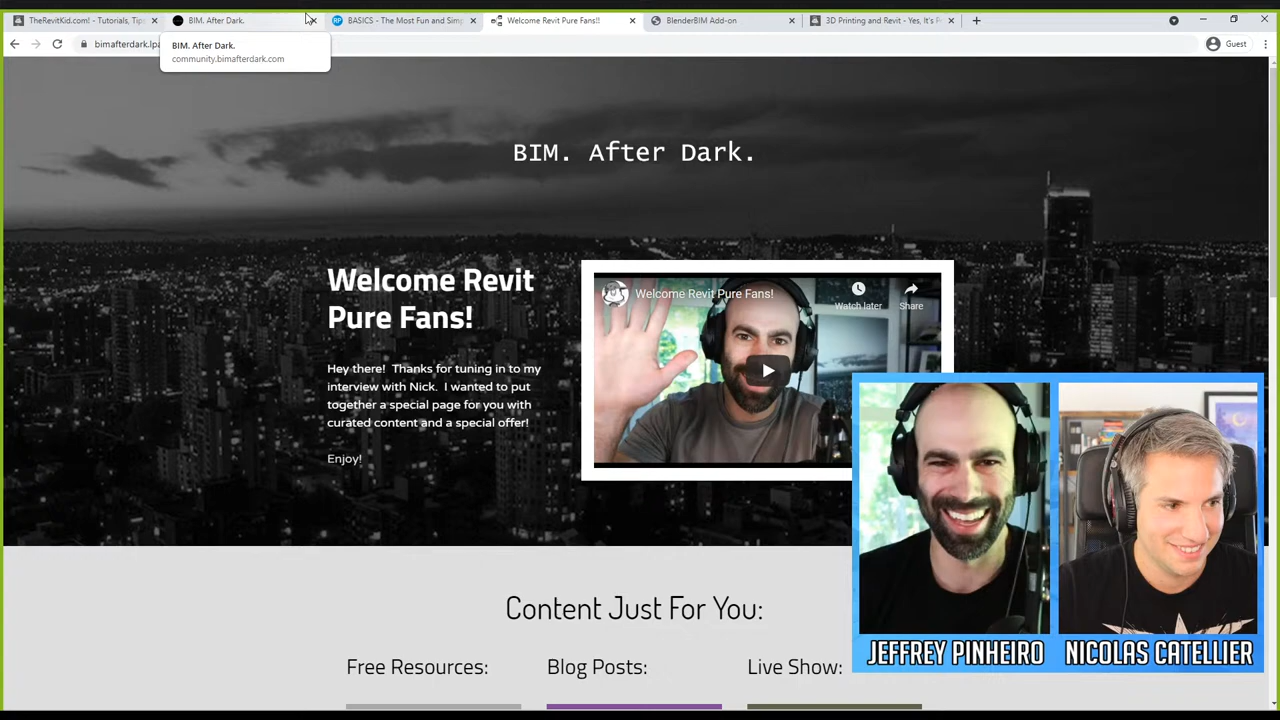 TheRevitKid.com! - Tutorials, Tips
BIM. After Dark.
BASICS - The Most Fun and Simp
Welcome Revit Pure Fans!!
BlenderBIM Add-on
3D Printing and Revit - Yes, It's P
bimafterdark.lpa
Guest
BIM. After Dark.
community.bimafterdark.com
BIM. After Dark.
Welcome Revit
Pure Fans!
Hey there! Thanks for tuning in to my
interview with Nick. I wanted to put
together a special page for you with
curated content and a special offer!
Enjoy!
Welcome Revit Pure Fans!
Watch later
Share
JEFFREY PINHEIRO
NICOLAS CATELLIER
Content Just For You:
Free Resources:
Blog Posts:
Live Show: